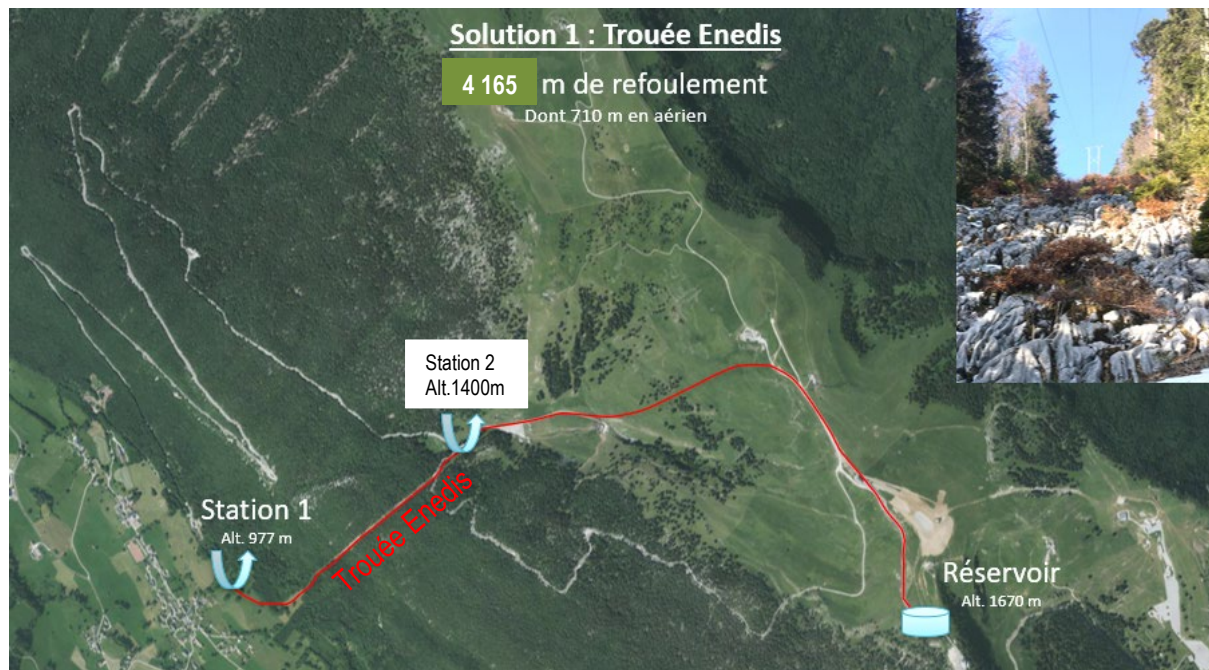 Solution 1 : Trouée Enedis
4 165 m de refoulement
Dont 710 m en aérien
Station 2
Alt.1400m
Trouée Enedis
Station 1
Alt. 977 m
Réservoir
Alt. 1670 m